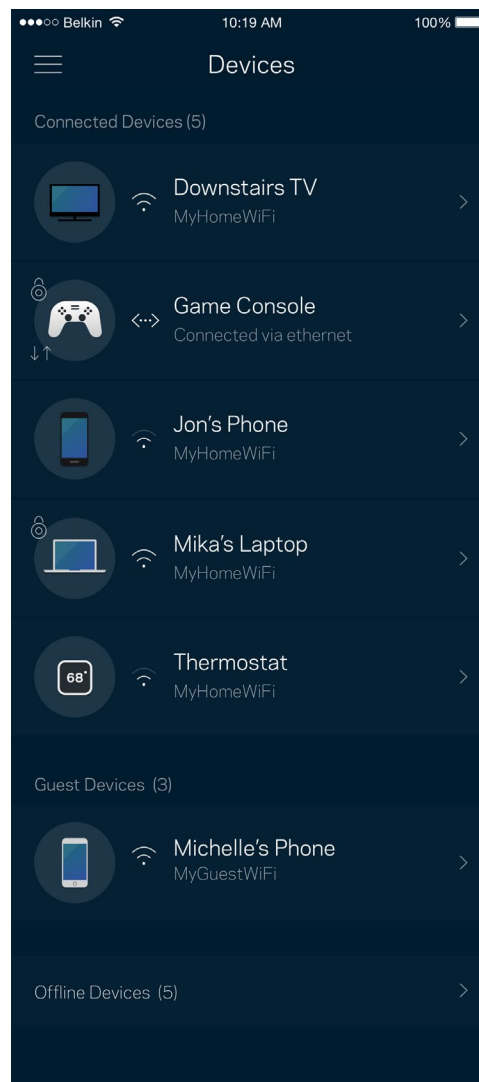 Belkin 10:19 AM 100%
Devices
Connected Devices (5)
Downstairs TV
MyHomeWiFi
Game Console
Connected via ethernet
Jon's Phone
MyHomeWiFi
Mika's Laptop
MyHomeWiFi
68°
Thermostat
MyHomeWiFi
Guest Devices (3)
Michelle's Phone
MyGuestWiFi
Offline Devices (5)